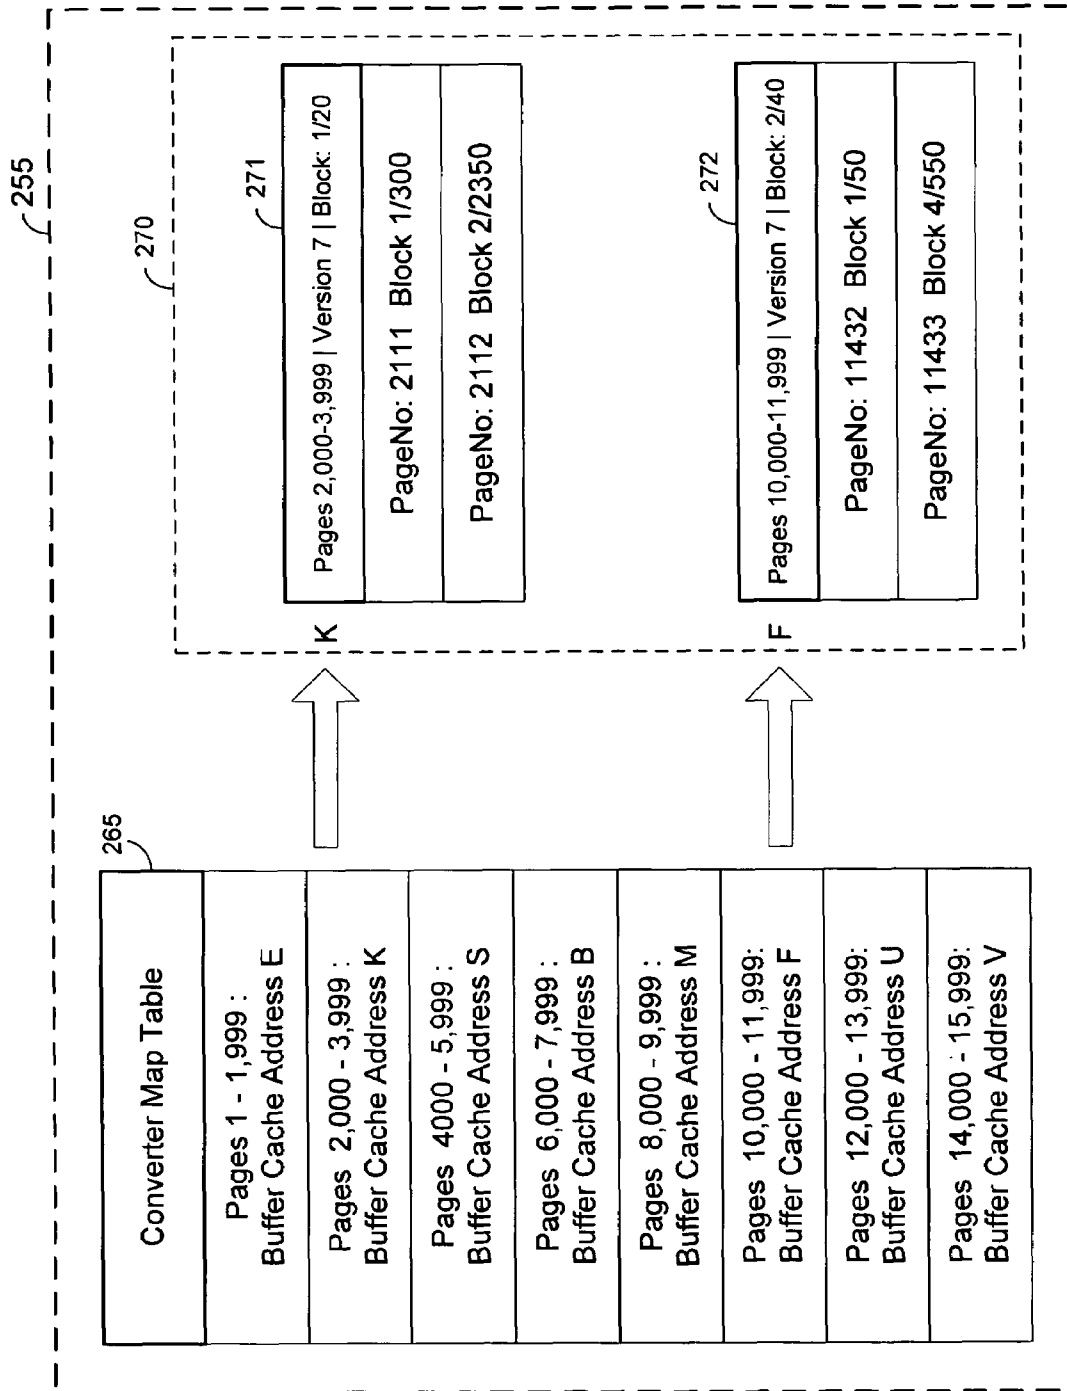 255
265
Converter Map Table
Pages 1 - 1,999 :
Buffer Cache Address E
Pages 2,000 - 3,999 :
Buffer Cache Address K
Pages 4000 - 5,999 :
Buffer Cache Address S
Pages 6,000 - 7,999 :
Buffer Cache Address B
Pages 8,000 - 9,999 :
Buffer Cache Address M
Pages 10,000 - 11,999:
Buffer Cache Address F
Pages 12,000 - 13,999:
Buffer Cache Address U
Pages 14,000 - 15,999:
Buffer Cache Address V
270
K
271
Pages 2,000-3,999 | Version 7 | Block: 1/20
PageNo: 2111 Block 1/300
PageNo: 2112 Block 2/2350
F
272
Pages 10,000-11,999 | Version 7 | Block: 2/40
PageNo: 11432 Block 1/50
PageNo: 11433 Block 4/550